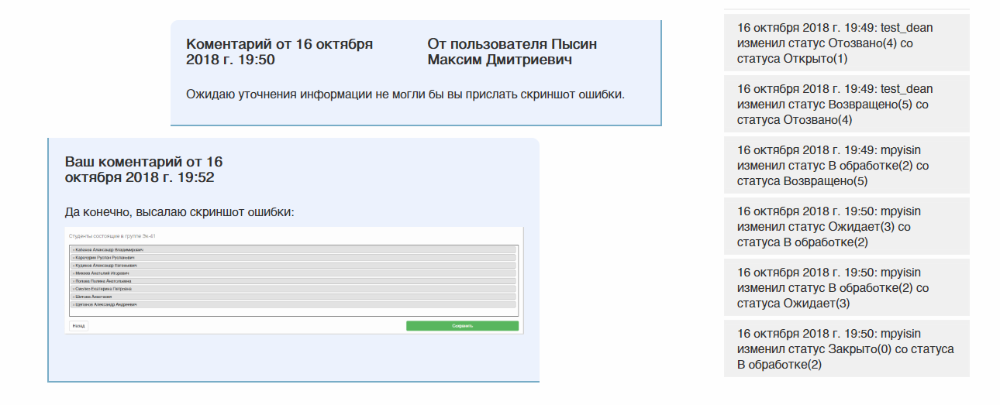 Коментарий от 16 октября
2018 г. 19:50
От пользователя Пысин
Максим Дмитриевич
Ожидаю уточнения информации не могли бы вы прислать скриншот ошибки.
Ваш коментарий от 16
октября 2018 г. 19:52
Да конечно, высалаю скриншот ошибки:
Студенты состоящие в группе Эк-41
Кабанов Александр Владимирович
Карачурин Руслан Русланович
Кудинов Александр Евгеньевич
Минеев Анатолий Игоревич
Попова Полина Анатольевна
Смолко Екатерина Петровна
Шитова Анастасия
Щепанов Александр Андреевич
Назад
Сохранить
16 октября 2018 г. 19:49: test_dean
изменил статус Отозвано(4) со
статуса Открыто(1)
16 октября 2018 г. 19:49: test_dean
изменил статус Возвращено(5) со
статуса Отозвано(4)
16 октября 2018 г. 19:49: mpyisin
изменил статус В обработке(2) со
статуса Возвращено(5)
16 октября 2018 г. 19:50: mpyisin
изменил статус Ожидает(3) со
статуса В обработке(2)
16 октября 2018 г. 19:50: mpyisin
изменил статус В обработке(2) со
статуса Ожидает(3)
16 октября 2018 г. 19:50: mpyisin
изменил статус Закрыто(0) со статуса
В обработке(2)